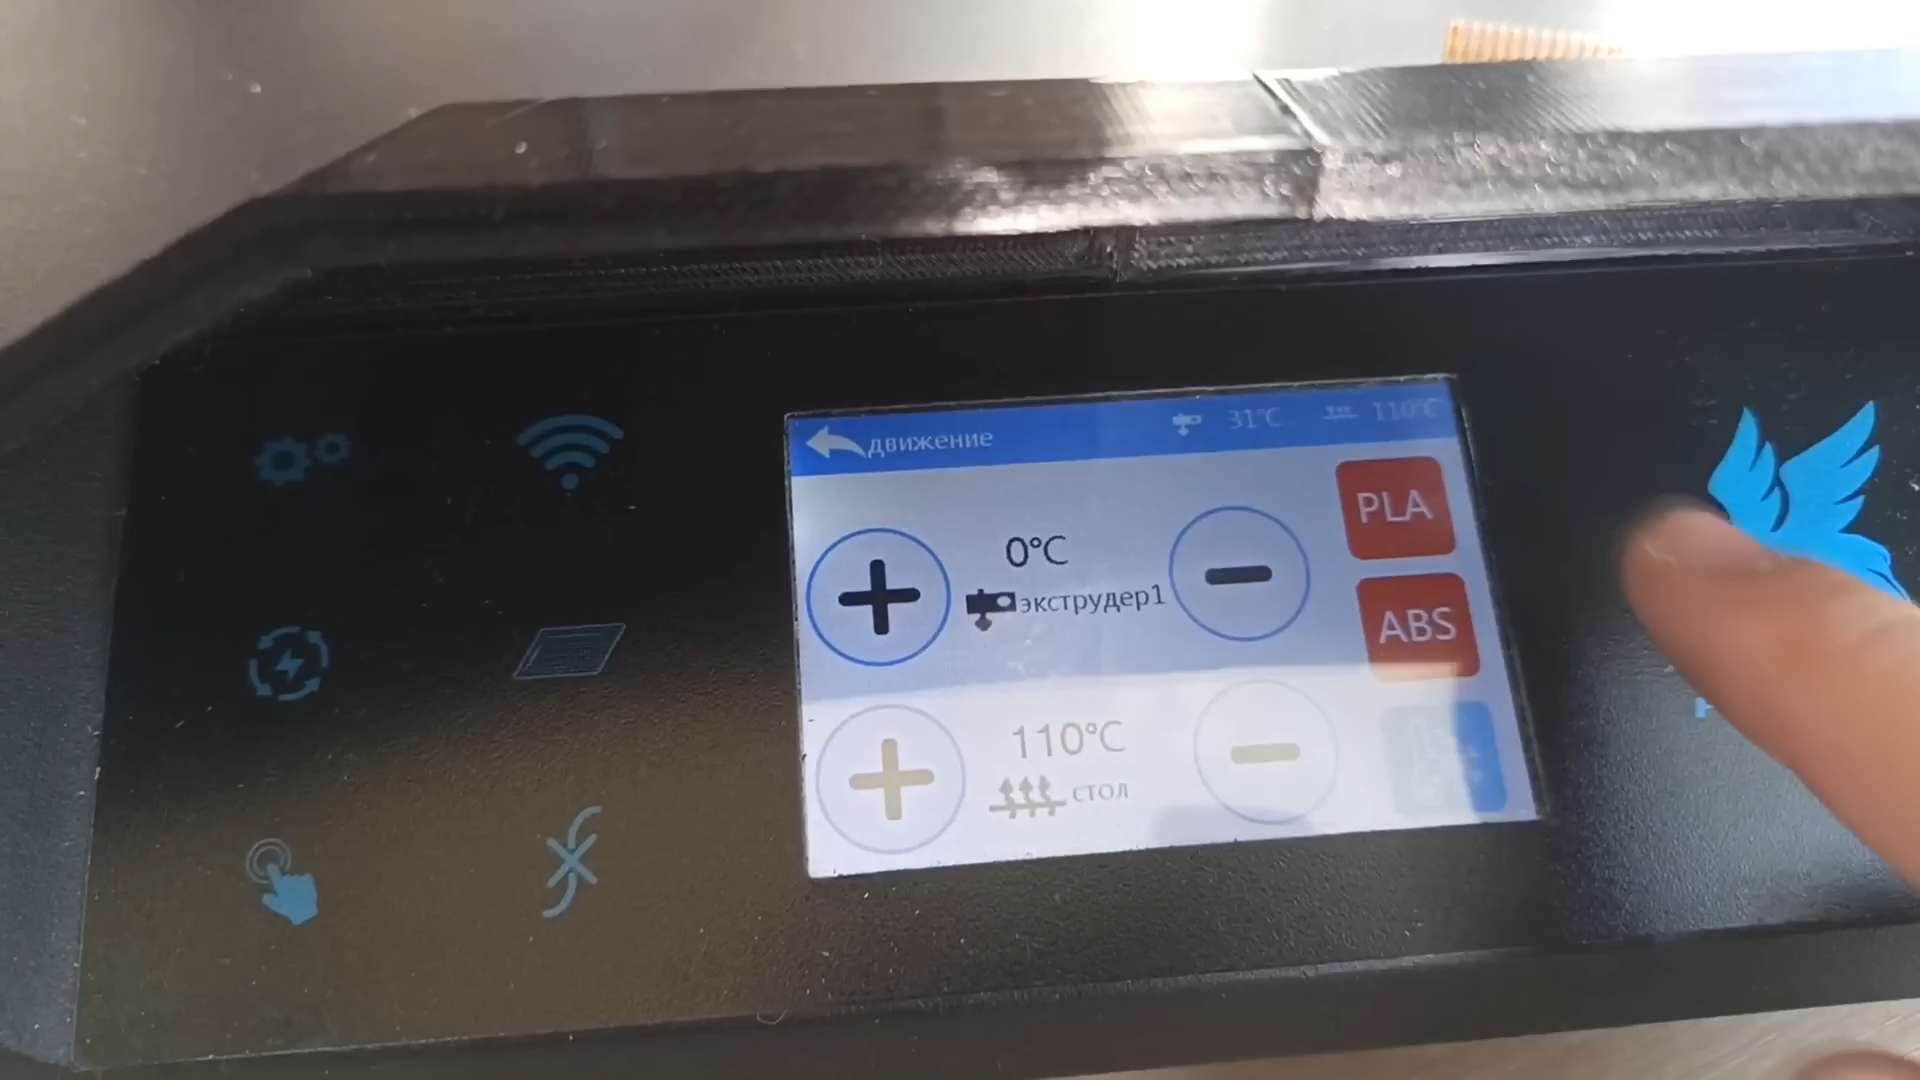 движение 31°C 110°C
0°C
экструдер1
PLA
ABS
110°C
стол